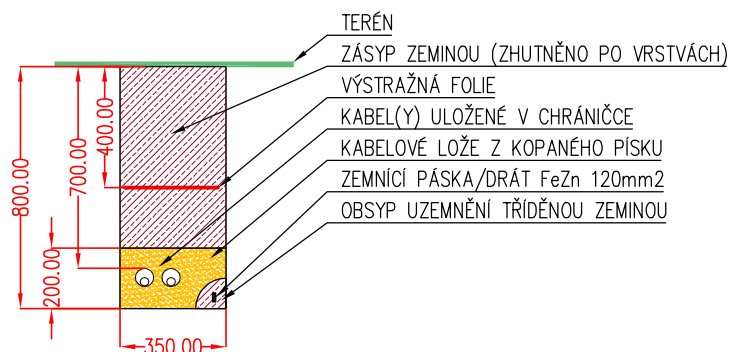 TERÉN
ZÁSYP ZEMINOU (ZHUTNĚNO PO VRSTVÁCH)
VÝSTRAŽNÁ FOLIE
KABEL(Y) ULOŽENÉ V CHRÁNIČCE
KABELOVÉ LOŽE Z KOPANÉHO PÍSKU
ZEMNÍCÍ PÁSKA/DRÁT FeZn 120mm2
OBSYP UZEMNĚNÍ TŘÍDĚNOU ZEMINOU
800.00
700.00
400.00
200.00
350.00